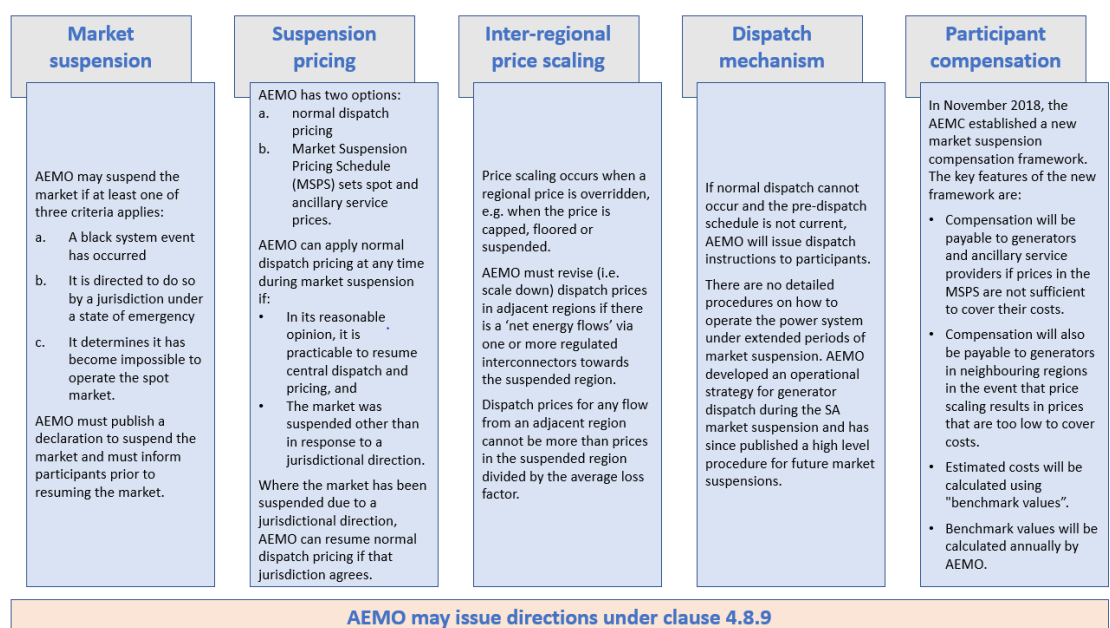 Market
suspension
AEMO may suspend the
market if at least one of
three criteria applies:
a. A black system event
has occurred
b. It is directed to do so
by a jurisdiction under
a state of emergency
c. It determines it has
become impossible to
operate the spot
market.
AEMO must publish a
declaration to suspend the
market and must inform
participants prior to
resuming the market.
Suspension
pricing
AEMO has two options:
a. normal dispatch
pricing
b. Market Suspension
Pricing Schedule
(MSPS) sets spot and
ancillary service
prices.
AEMO can apply normal
dispatch pricing at any time
during market suspension
if:
• In its reasonable
opinion, it is
practicable to resume
central dispatch and
pricing, and
• The market was
suspended other than
in response to a
jurisdictional direction.
Where the market has been
suspended due to a
jurisdictional direction,
AEMO can resume normal
dispatch pricing if that
jurisdiction agrees.
Inter-regional
price scaling
Price scaling occurs when a
regional price is overridden,
e.g. when the price is
capped, floored or
suspended.
AEMO must revise (i.e.
scale down) dispatch prices
in adjacent regions if there
is a ‘net energy flows’ via
one or more regulated
interconnectors towards
the suspended region.
Dispatch prices for any flow
from an adjacent region
cannot be more than prices
in the suspended region
divided by the average loss
factor.
Dispatch
mechanism
If normal dispatch cannot
occur and the pre-dispatch
schedule is not current,
AEMO will issue dispatch
instructions to participants.
There are no detailed
procedures on how to
operate the power system
under extended periods of
market suspension. AEMO
developed an operational
strategy for generator
dispatch during the SA
market suspension and has
since published a high level
procedure for future market
suspensions.
Participant
compensation
In November 2018, the
AEMC established a new
market suspension
compensation framework.
The key features of the new
framework are:
• Compensation will be
payable to generators
and ancillary service
providers if prices in the
MSPS are not sufficient
to cover their costs.
• Compensation will also
be payable to generators
in neighbouring regions
in the event that price
scaling results in prices
that are too low to cover
costs.
• Estimated costs will be
calculated using
"benchmark values”.
• Benchmark values will be
calculated annually by
AEMO.
AEMO may issue directions under clause 4.8.9